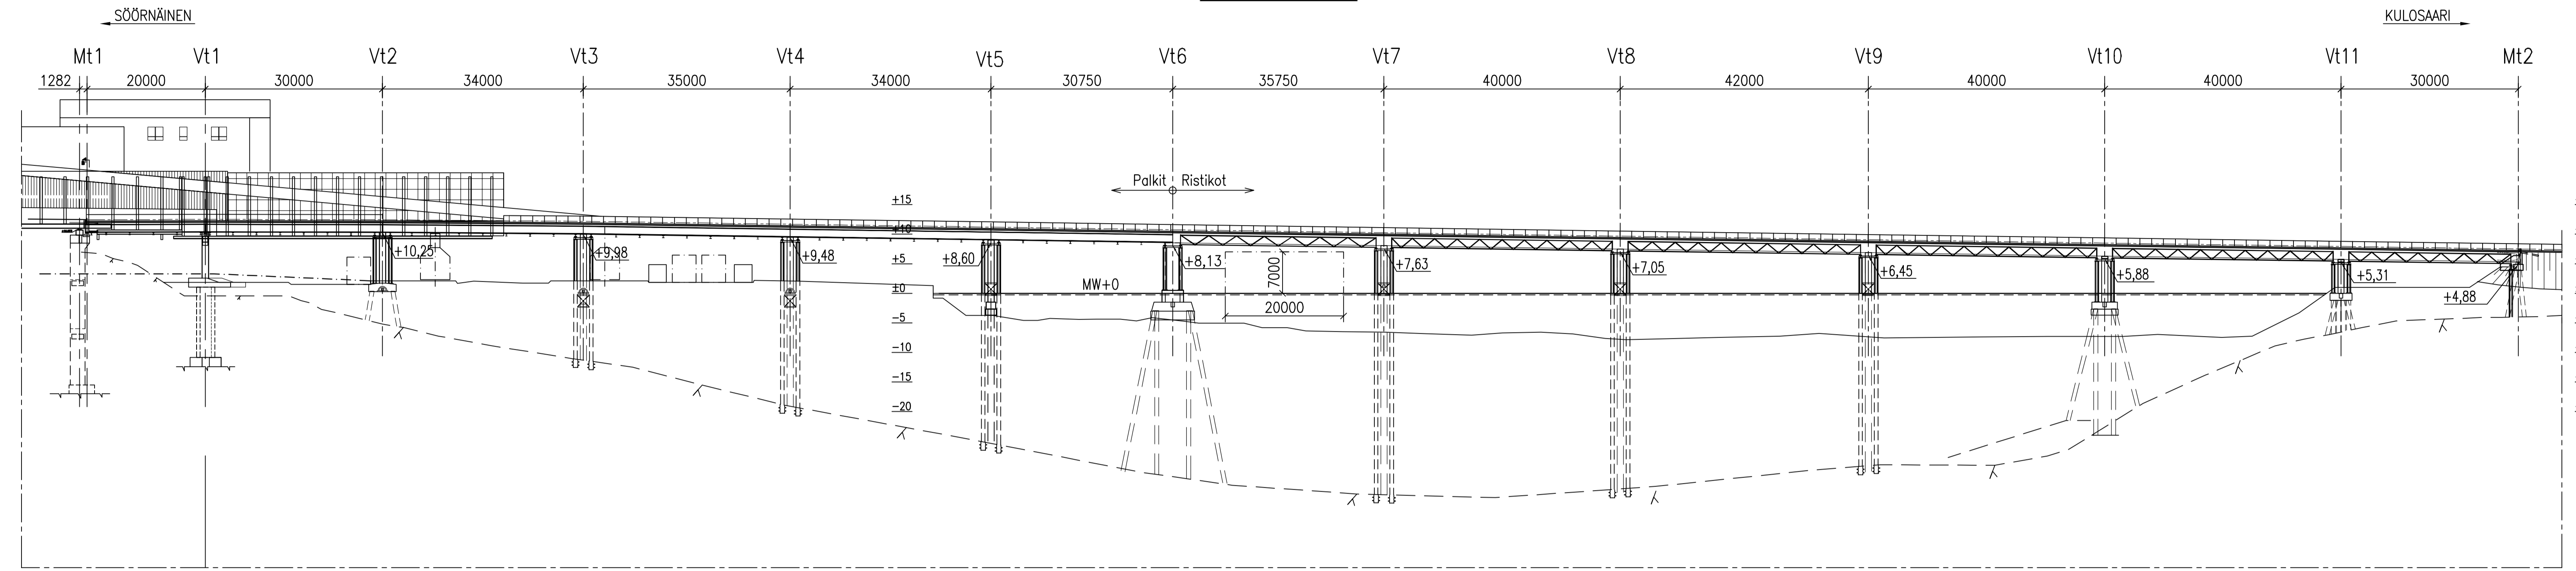 SÖÖRNÄINEN KULOSAARI
Mt1 Vt1 Vt2 Vt3 Vt4 Vt5 Vt6 Vt7 Vt8 Vt9 Vt10 Vt11 Mt2
1282 20000 30000 34000 35000 34000 30750 35750 40000 42000 40000 40000 30000
Palkit Ristikot
+15
+10
+10,25 +9,98 +9,48 +8,60 +8,13 +7,63 +7,05 +6,45 +5,88 +5,31 +4,88
+5
7000
±0
MW+0
20000
-5
-10
-15
-20